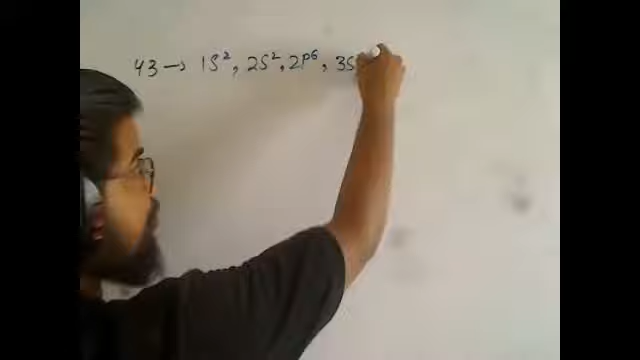 43 → 1S², 2S², 2P⁶, 3S